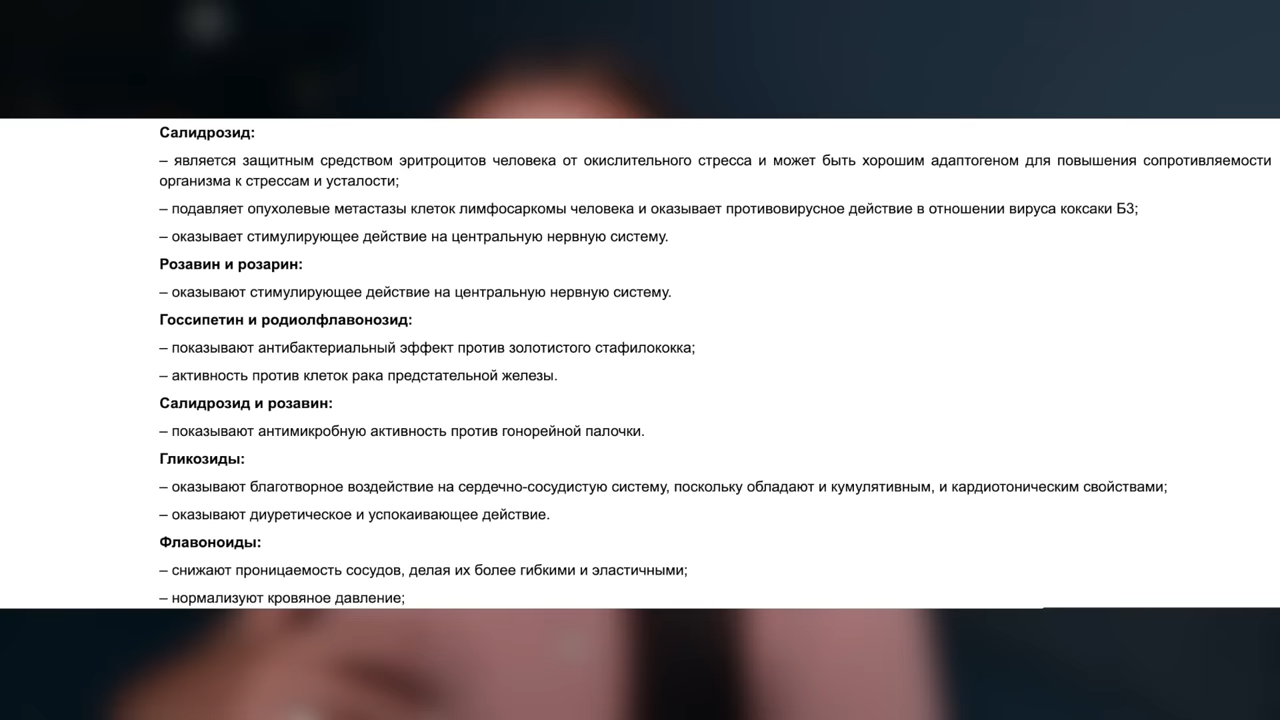 Салидрозид:
– является защитным средством эритроцитов человека от окислительного стресса и может быть хорошим адаптогеном для повышения сопротивляемости
организма к стрессам и усталости;
– подавляет опухолевые метастазы клеток лимфосаркомы человека и оказывает противовирусное действие в отношении вируса коксаки Б3;
– оказывает стимулирующее действие на центральную нервную систему.
Розавин и розарин:
– оказывают стимулирующее действие на центральную нервную систему.
Госсипетин и родиолфлавонозид:
– показывают антибактериальный эффект против золотистого стафилококка;
– активность против клеток рака предстательной железы.
Салидрозид и розавин:
– показывают антимикробную активность против гонорейной палочки.
Гликозиды:
– оказывают благотворное воздействие на сердечно-сосудистую систему, поскольку обладают и кумулятивным, и кардиотоническим свойствами;
– оказывают диуретическое и успокаивающее действие.
Флавоноиды:
– снижают проницаемость сосудов, делая их более гибкими и эластичными;
– нормализуют кровяное давление;